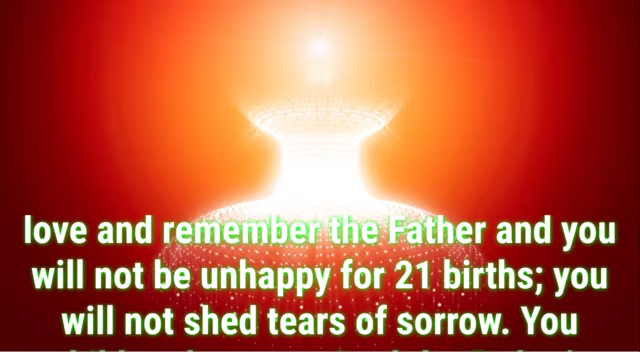 love and remember the Father and you
will not be unhappy for 21 births; you
will not shed tears of sorrow. You